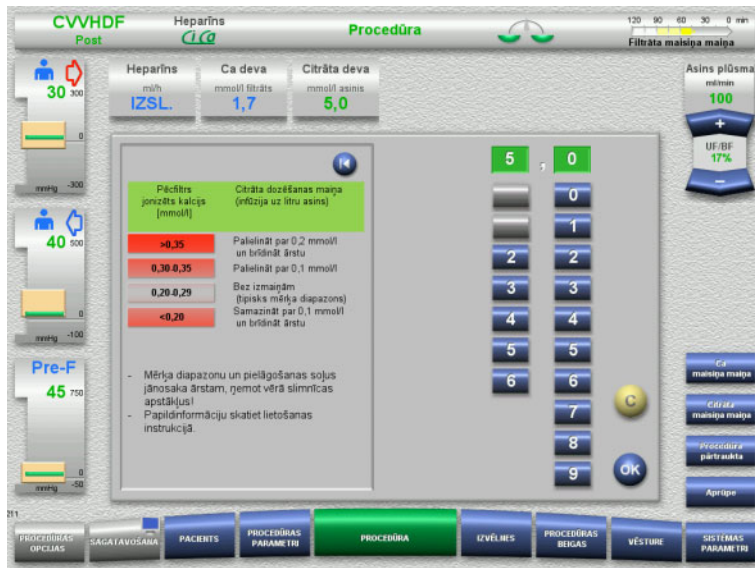 CVVHDF
Post
Heparīns
CiCa
Procedūra
120 90 60 30 0 min
Filtrāta maisiņa maiņa
30
300
0
mmHg -300
Heparīns
ml/h
IZSL.
Ca deva
mmol/l filtrāts
1,7
Citrāta deva
mmol/l asinis
5,0
Asins plūsma
ml/min
100
+
UF/BF
17%
−
40
500
0
mmHg -100
Pre-F
45
750
0
mmHg -50
Pēcfiltrs
jonizēts kalcijs
[mmol/l]
Citrāta dozēšanas maiņa
(infūzija uz litru asins)
>0,35
Palielināt par 0,2 mmol/l
un brīdināt ārstu
0,30-0,35
Palielināt par 0,1 mmol/l
0,20-0,29
Bez izmaiņām
(tipisks mērķa diapazons)
<0,20
Samazināt par 0,1 mmol/l
un brīdināt ārstu
- Mērķa diapazonu un pielāgošanas soļus
jānosaka ārstam, ņemot vērā slimnīcas
apstākļus!
- Papildinformāciju skatiet lietošanas
instrukcijā.
5 , 0
0
1
2 2
3 3
4 4
5 5
6 6
7
8
9
C
OK
Ca
maisiņa maiņa
Citrāta
maisiņa maiņa
Procedūra
pārtraukta
Aprūpe
211
PROCEDŪRAS
OPCIJAS
SAGATAVOŠANA
PACIENTS
PROCEDŪRAS
PARAMETRI
PROCEDŪRA
IZVĒLNES
PROCEDŪRAS
BEIGAS
VĒSTURE
SISTĒMAS
PARAMETRI